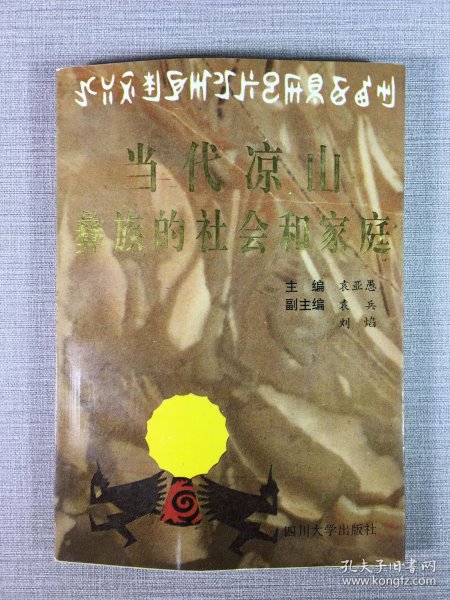 当代凉山
彝族的社会和家庭
主编 袁亚愚
副主编 袁兵
刘焰
四川大学出版社
孔夫子旧书网
www.kongfz.com